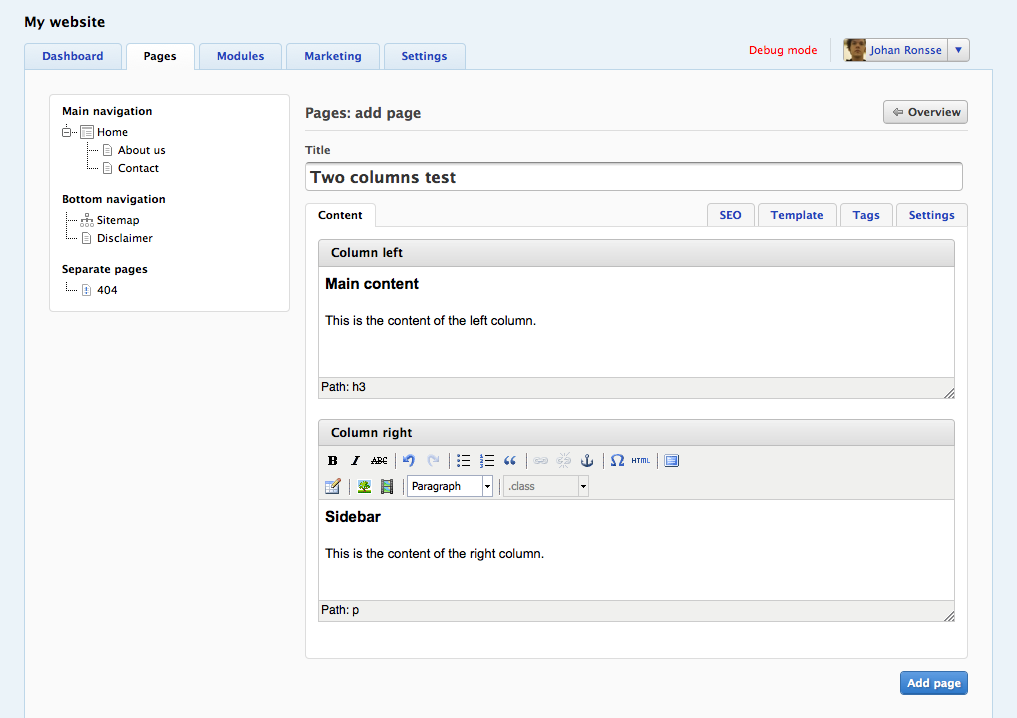 My website
Dashboard Pages Modules Marketing Settings Debug mode Johan Ronsse
Main navigation
Home
About us
Contact
Bottom navigation
Sitemap
Disclaimer
Separate pages
404
Pages: add page Overview
Title
Two columns test
Content SEO Template Tags Settings
Column left
Main content
This is the content of the left column.
Path: h3
Column right
B I ABC HTML
Paragraph .class
Sidebar
This is the content of the right column.
Path: p
Add page